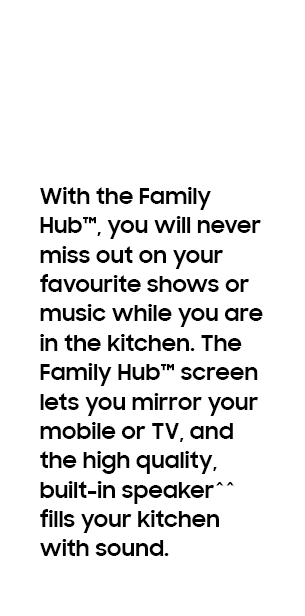 With the Family
Hub™, you will never
miss out on your
favourite shows or
music while you are
in the kitchen. The
Family Hub™ screen
lets you mirror your
mobile or TV, and
the high quality,
built-in speaker^^
fills your kitchen
with sound.